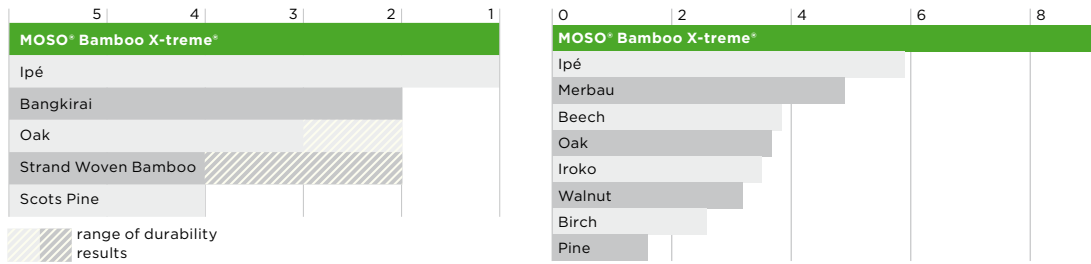 5 4 3 2 1
MOSO® Bamboo X-treme®
Ipé
Bangkirai
Oak
Strand Woven Bamboo
Scots Pine
range of durability
results
0 2 4 6 8
MOSO® Bamboo X-treme®
Ipé
Merbau
Beech
Oak
Iroko
Walnut
Birch
Pine